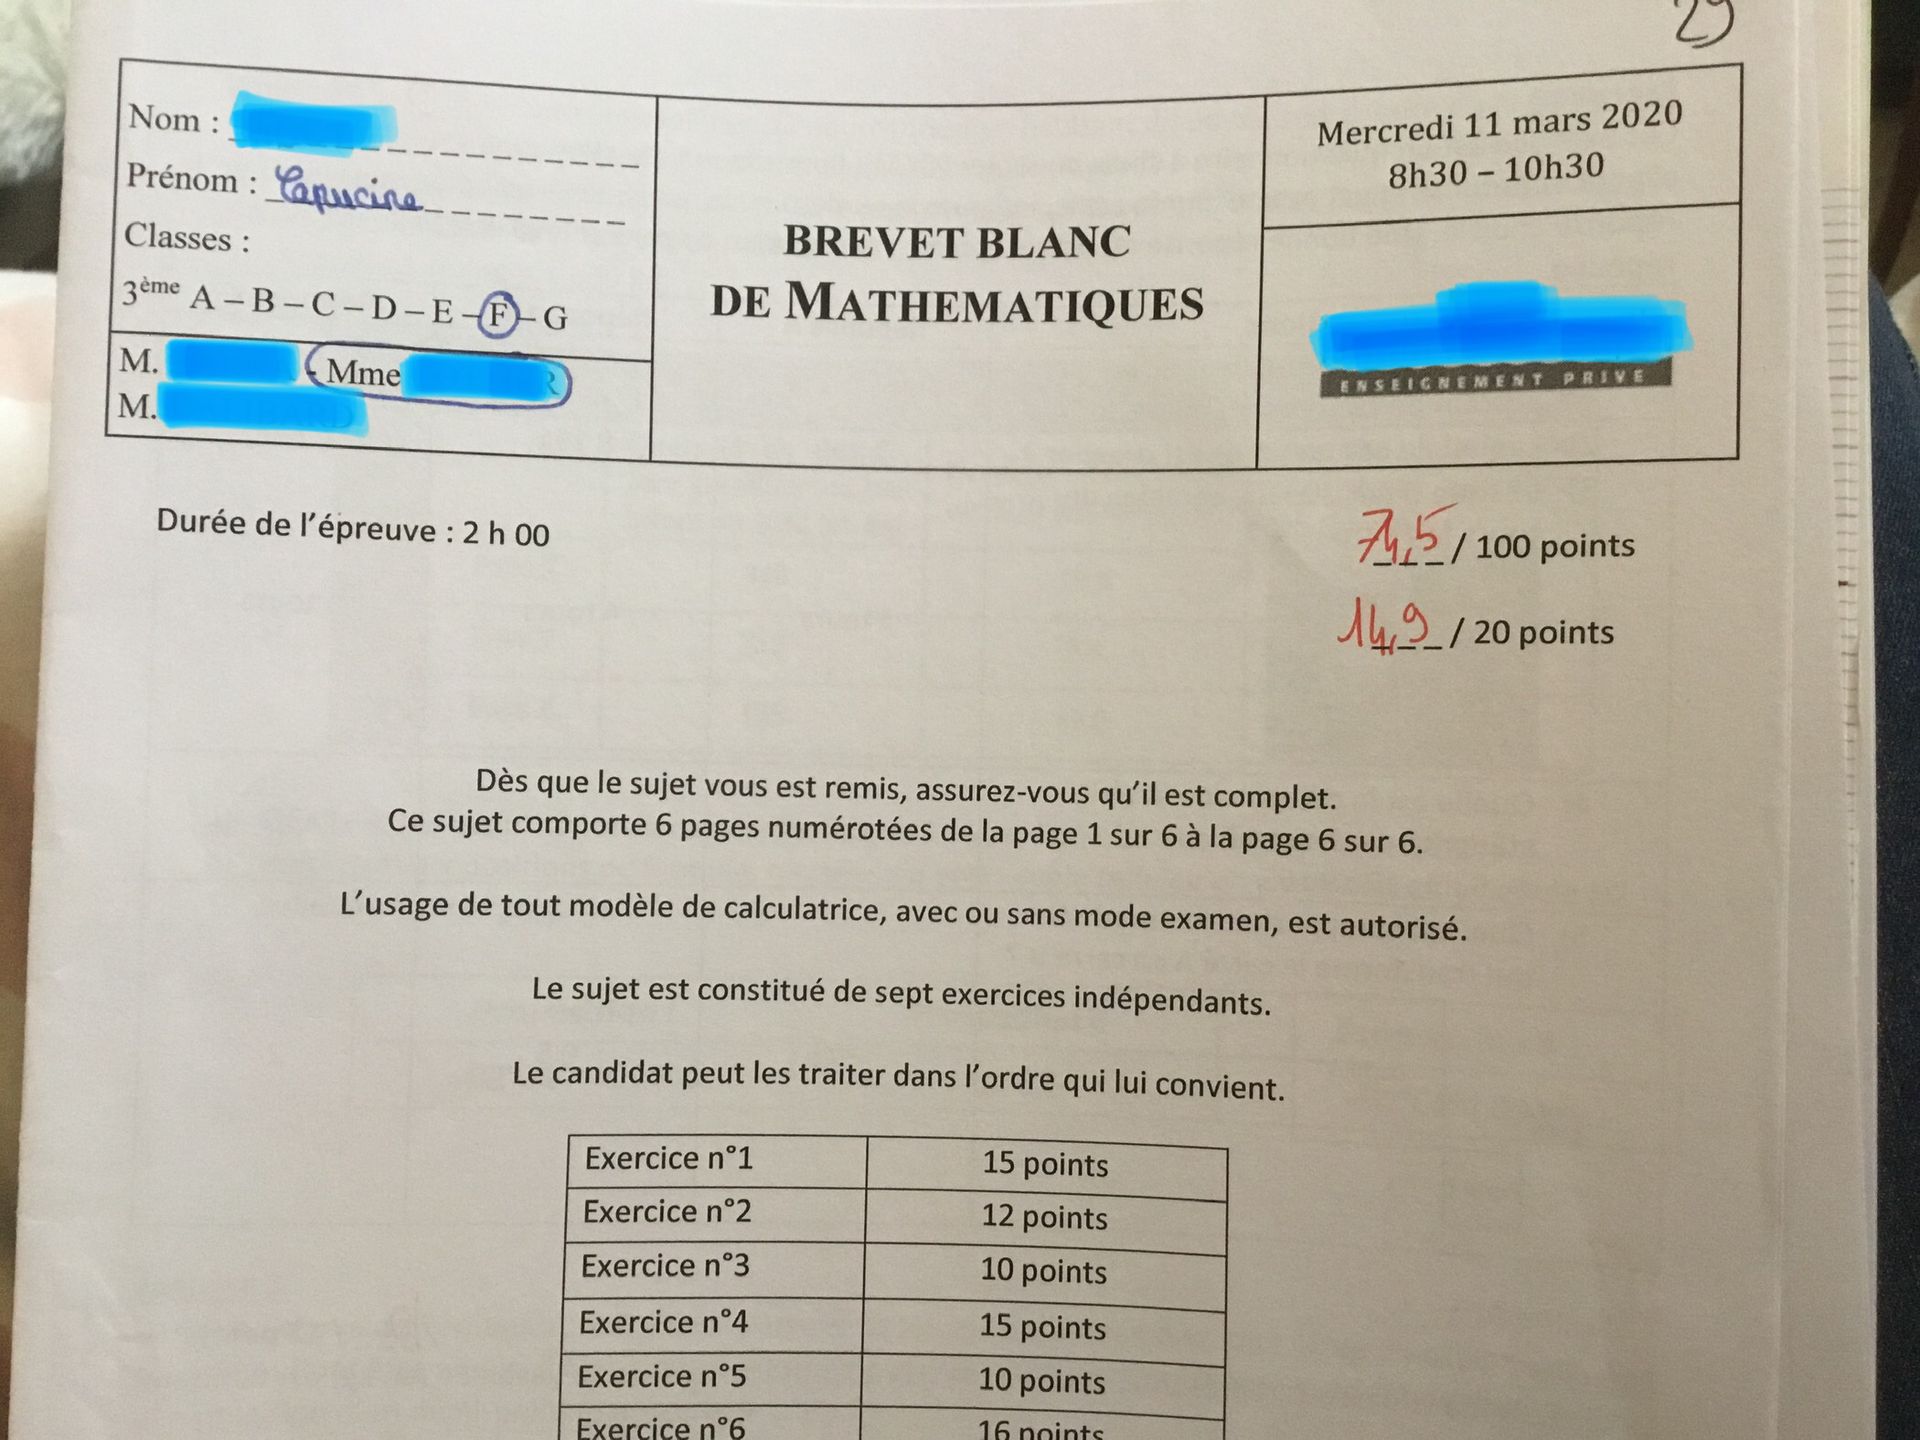 29
Nom :
Prénom : Capucine
Classes :
3ème A – B – C – D – E – F – G
M. - Mme
M.
BREVET BLANC
DE MATHEMATIQUES
Mercredi 11 mars 2020
8h30 – 10h30
ENSEIGNEMENT PRIVE
Durée de l'épreuve : 2 h 00
74,5 / 100 points
14,9 / 20 points
Dès que le sujet vous est remis, assurez-vous qu'il est complet.
Ce sujet comporte 6 pages numérotées de la page 1 sur 6 à la page 6 sur 6.
L'usage de tout modèle de calculatrice, avec ou sans mode examen, est autorisé.
Le sujet est constitué de sept exercices indépendants.
Le candidat peut les traiter dans l'ordre qui lui convient.
Exercice n°1 15 points
Exercice n°2 12 points
Exercice n°3 10 points
Exercice n°4 15 points
Exercice n°5 10 points
Exercice n°6 16 points